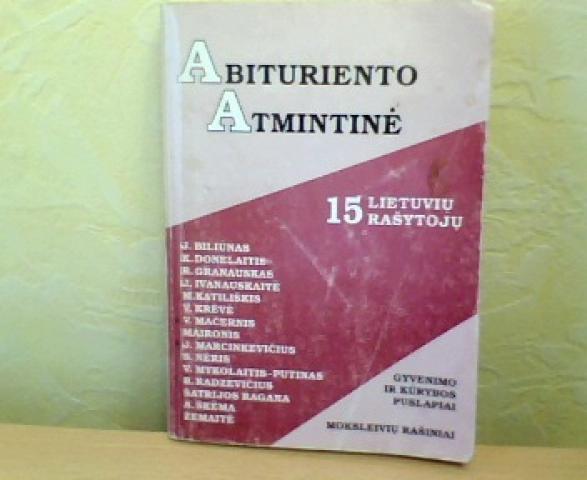 ABITURIENTO
ATMINTINĖ
15 LIETUVIŲ
RAŠYTOJŲ
J. BILIŪNAS
K. DONELAITIS
R. GRANAUSKAS
J. IVANAUSKAITĖ
M. KATILIŠKIS
V. KRĖVĖ
V. MAČERNIS
MAIRONIS
J. MARCINKEVIČIUS
S. NĖRIS
V. MYKOLAITIS-PUTINAS
B. RADZEVIČIUS
ŠATRIJOS RAGANA
A. ŠKĖMA
ŽEMAITĖ
GYVENIMO
IR KŪRYBOS
PUSLAPIAI
MOKSLEIVIŲ RAŠINIAI